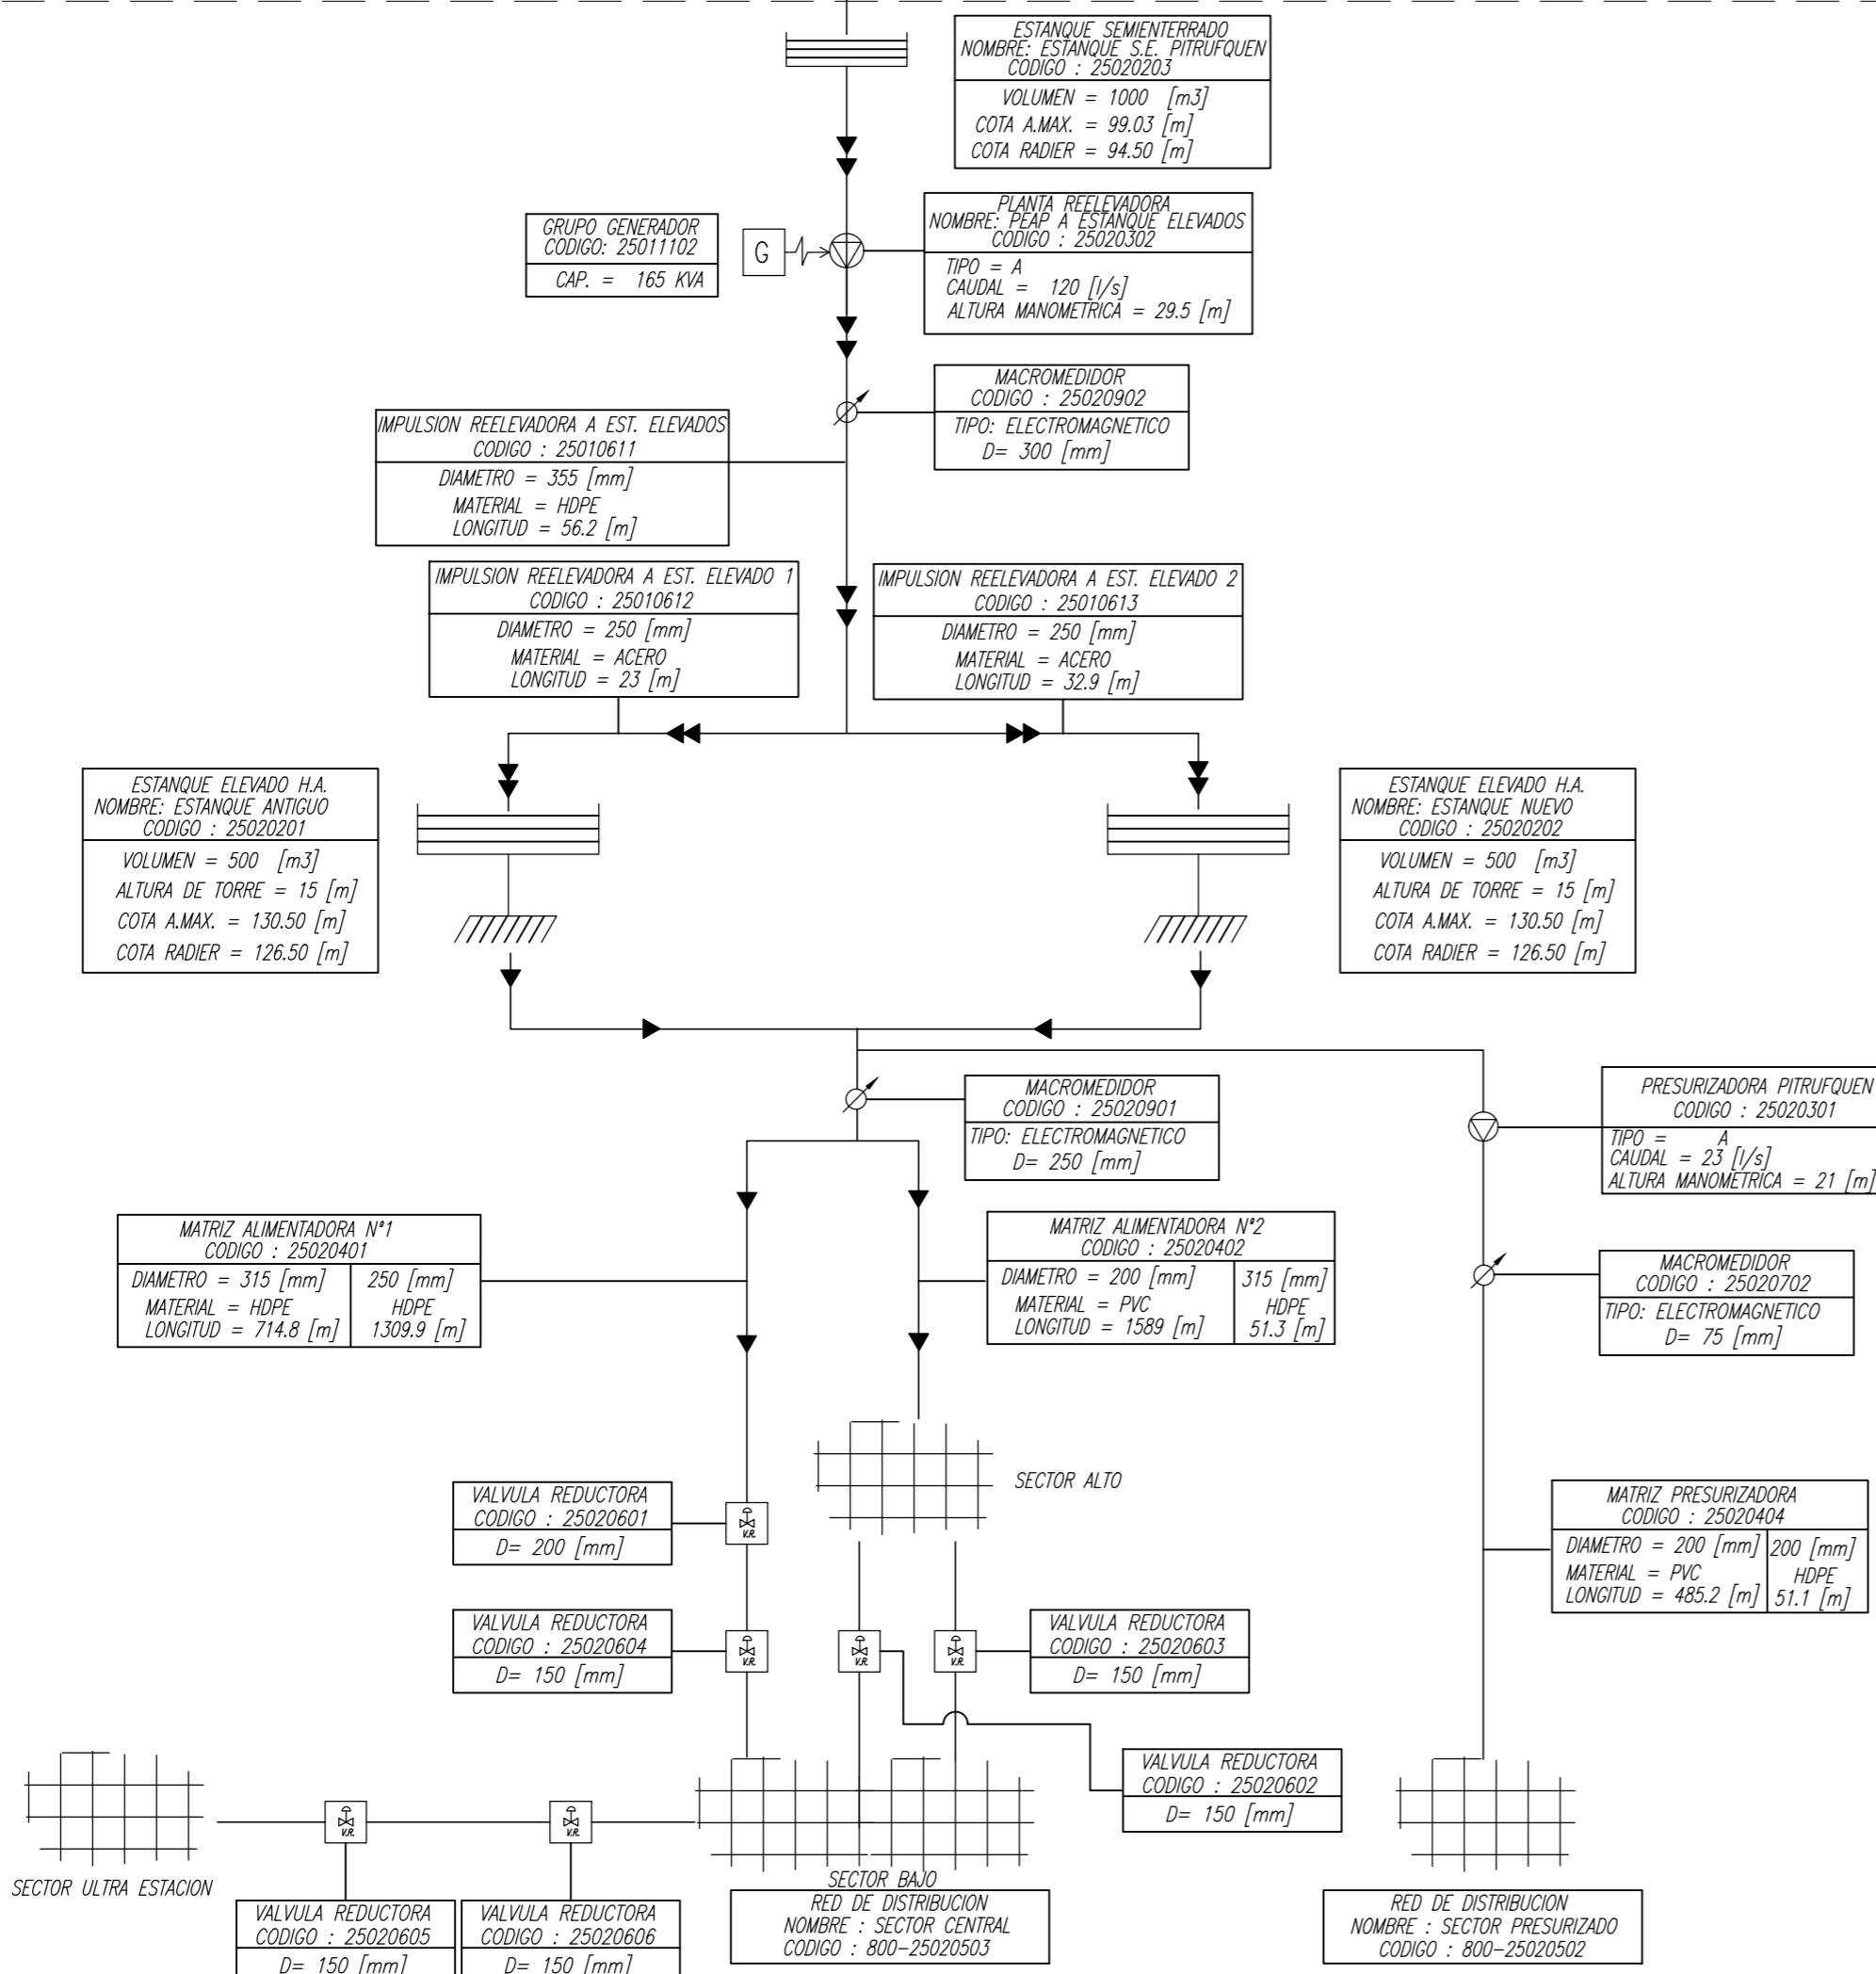 ESTANQUE SEMIENTERRADO
NOMBRE: ESTANQUE S.E. PITRUFQUEN
CODIGO : 25020203
VOLUMEN = 1000 [m3]
COTA A.MAX. = 99.03 [m]
COTA RADIER = 94.50 [m]
GRUPO GENERADOR
CODIGO: 25011102
CAP. = 165 KVA
G
PLANTA REELEVADORA
NOMBRE: PEAP A ESTANQUE ELEVADOS
CODIGO : 25020302
TIPO = A
CAUDAL = 120 [l/s]
ALTURA MANOMETRICA = 29.5 [m]
MACROMEDIDOR
CODIGO : 25020902
TIPO: ELECTROMAGNETICO
D= 300 [mm]
IMPULSION REELEVADORA A EST. ELEVADOS
CODIGO : 25010611
DIAMETRO = 355 [mm]
MATERIAL = HDPE
LONGITUD = 56.2 [m]
IMPULSION REELEVADORA A EST. ELEVADO 1
CODIGO : 25010612
DIAMETRO = 250 [mm]
MATERIAL = ACERO
LONGITUD = 23 [m]
IMPULSION REELEVADORA A EST. ELEVADO 2
CODIGO : 25010613
DIAMETRO = 250 [mm]
MATERIAL = ACERO
LONGITUD = 32.9 [m]
ESTANQUE ELEVADO H.A.
NOMBRE: ESTANQUE ANTIGUO
CODIGO : 25020201
VOLUMEN = 500 [m3]
ALTURA DE TORRE = 15 [m]
COTA A.MAX. = 130.50 [m]
COTA RADIER = 126.50 [m]
ESTANQUE ELEVADO H.A.
NOMBRE: ESTANQUE NUEVO
CODIGO : 25020202
VOLUMEN = 500 [m3]
ALTURA DE TORRE = 15 [m]
COTA A.MAX. = 130.50 [m]
COTA RADIER = 126.50 [m]
MACROMEDIDOR
CODIGO : 25020901
TIPO: ELECTROMAGNETICO
D= 250 [mm]
PRESURIZADORA PITRUFQUEN
CODIGO : 25020301
TIPO = A
CAUDAL = 23 [l/s]
ALTURA MANOMETRICA = 21 [m]
MATRIZ ALIMENTADORA N°1
CODIGO : 25020401
DIAMETRO = 315 [mm] 250 [mm]
MATERIAL = HDPE HDPE
LONGITUD = 714.8 [m] 1309.9 [m]
MATRIZ ALIMENTADORA N°2
CODIGO : 25020402
DIAMETRO = 200 [mm] 315 [mm]
MATERIAL = PVC HDPE
LONGITUD = 1589 [m] 51.3 [m]
MACROMEDIDOR
CODIGO : 25020702
TIPO: ELECTROMAGNETICO
D= 75 [mm]
SECTOR ALTO
VALVULA REDUCTORA
CODIGO : 25020601
D= 200 [mm]
V.R.
MATRIZ PRESURIZADORA
CODIGO : 25020404
DIAMETRO = 200 [mm] 200 [mm]
MATERIAL = PVC HDPE
LONGITUD = 485.2 [m] 51.1 [m]
VALVULA REDUCTORA
CODIGO : 25020604
D= 150 [mm]
V.R.
V.R.
V.R.
VALVULA REDUCTORA
CODIGO : 25020603
D= 150 [mm]
VALVULA REDUCTORA
CODIGO : 25020602
D= 150 [mm]
V.R.
V.R.
SECTOR ULTRA ESTACION
SECTOR BAJO
VALVULA REDUCTORA
CODIGO : 25020605
D= 150 [mm]
VALVULA REDUCTORA
CODIGO : 25020606
D= 150 [mm]
RED DE DISTRIBUCION
NOMBRE : SECTOR CENTRAL
CODIGO : 800-25020503
RED DE DISTRIBUCION
NOMBRE : SECTOR PRESURIZADO
CODIGO : 800-25020502